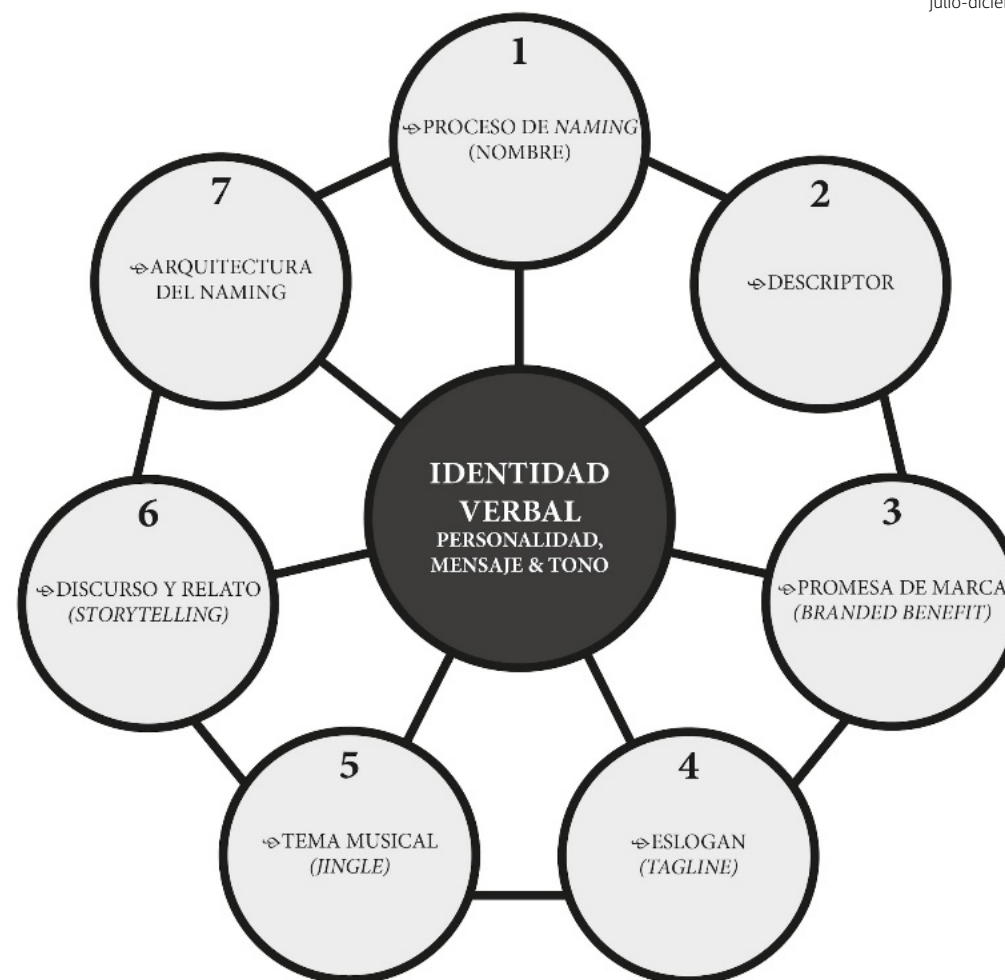 julio-dicie
1
PROCESO DE NAMING
(NOMBRE)
2
DESCRIPTOR
3
PROMESA DE MARCA
(BRANDED BENEFIT)
4
ESLOGAN
(TAGLINE)
5
TEMA MUSICAL
(JINGLE)
6
DISCURSO Y RELATO
(STORYTELLING)
7
ARQUITECTURA
DEL NAMING
IDENTIDAD
VERBAL
PERSONALIDAD,
MENSAJE & TONO